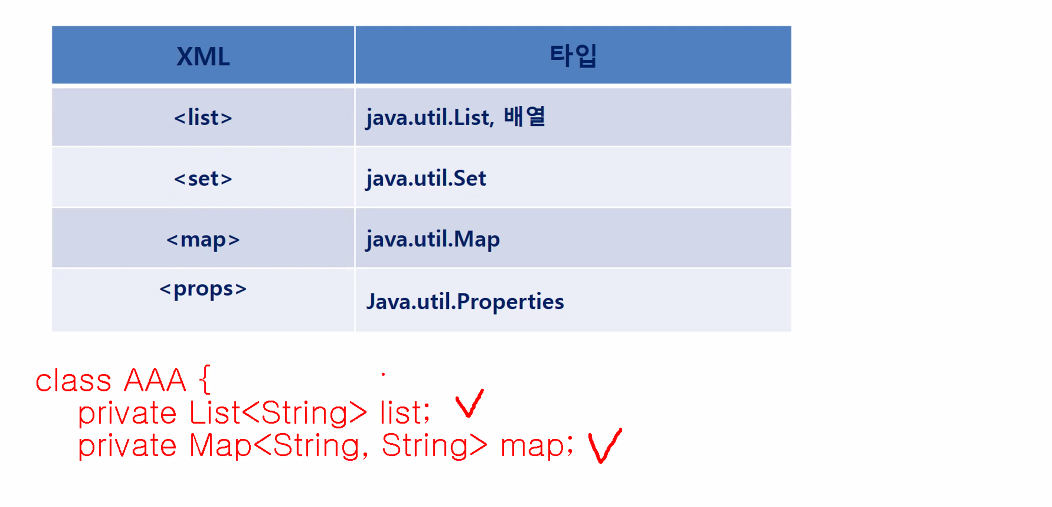 XML 타입
<list> java.util.List, 배열
<set> java.util.Set
<map> java.util.Map
<props> Java.util.Properties
class AAA {
private List<String> list;
private Map<String, String> map;